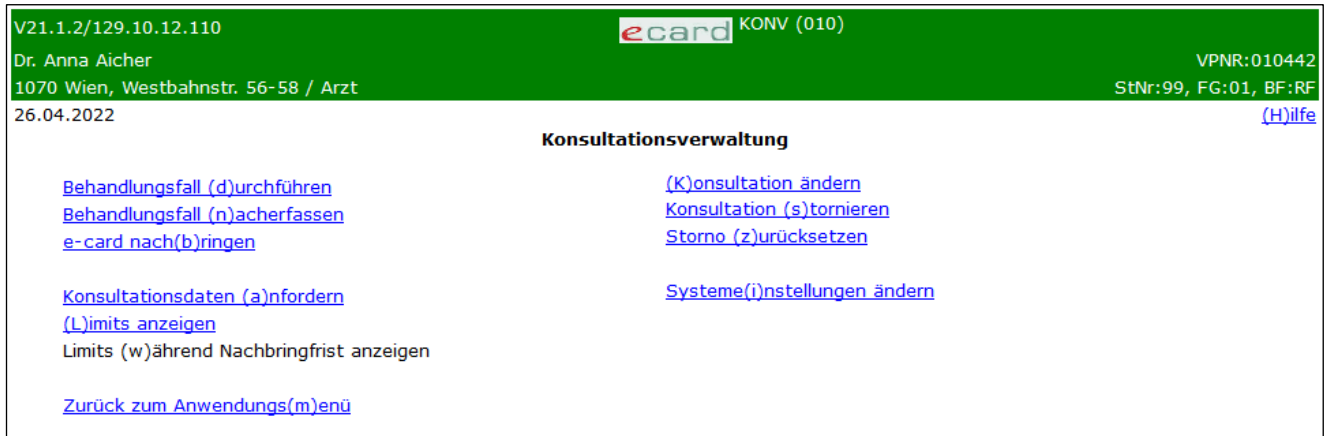 V21.1.2/129.10.12.110
ecard KONV (010)
Dr. Anna Aicher
VPNR:010442
1070 Wien, Westbahnstr. 56-58 / Arzt
StNr:99, FG:01, BF:RF
26.04.2022
(H)ilfe
Konsultationsverwaltung
Behandlungsfall (d)urchführen
Behandlungsfall (n)acherfassen
e-card nach(b)ringen
Konsultationsdaten (a)nfordern
(L)imits anzeigen
Limits (w)ährend Nachbringfrist anzeigen
Zurück zum Anwendungs(m)enü
(K)onsultation ändern
Konsultation (s)tornieren
Storno (z)urücksetzen
Systeme(i)nstellungen ändern